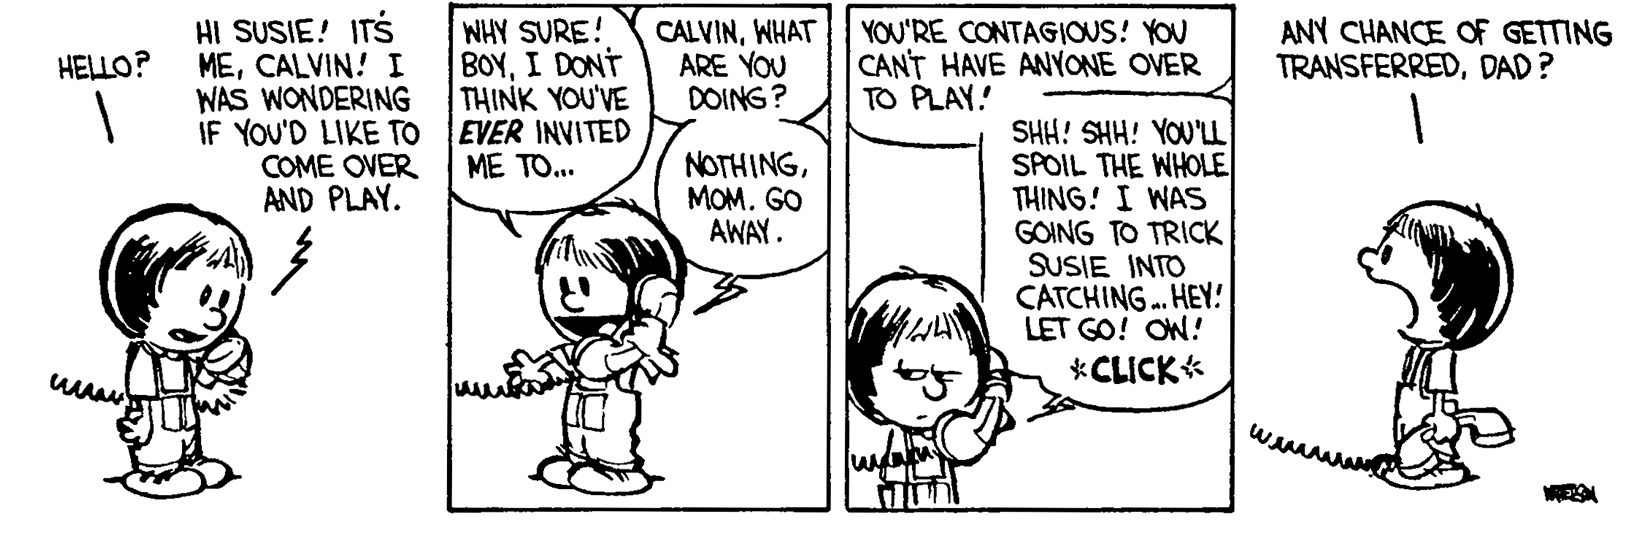 HELLO?
HI SUSIE! IT'S
ME, CALVIN! I
WAS WONDERING
IF YOU'D LIKE TO
COME OVER
AND PLAY.
WHY SURE!
BOY, I DON'T
THINK YOU'VE
EVER INVITED
ME TO...
CALVIN, WHAT
ARE YOU
DOING?
NOTHING,
MOM. GO
AWAY.
YOU'RE CONTAGIOUS! YOU
CAN'T HAVE ANYONE OVER
TO PLAY!
SHH! SHH! YOU'LL
SPOIL THE WHOLE
THING! I WAS
GOING TO TRICK
SUSIE INTO
CATCHING... HEY!
LET GO! OW!
*CLICK*
ANY CHANCE OF GETTING
TRANSFERRED, DAD?
WATTERSON